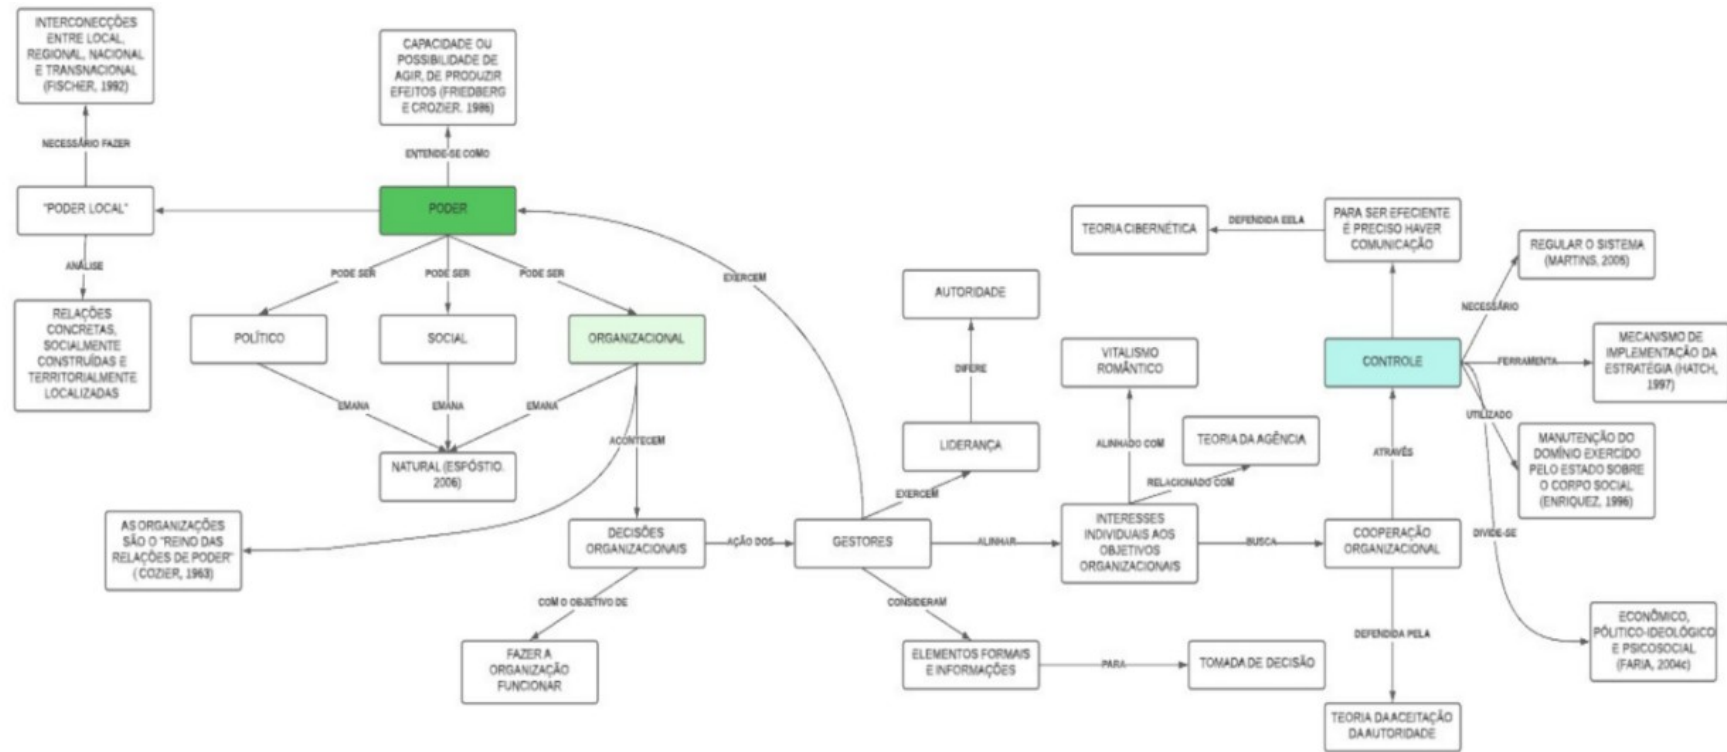 INTERCONECÇÕES
ENTRE LOCAL,
REGIONAL, NACIONAL
E TRANSNACIONAL
(FISCHER, 1992)
NECESSÁRIO FAZER
"PODER LOCAL"
ANÁLISE
RELAÇÕES
CONCRETAS,
SOCIALMENTE
CONSTRUÍDAS E
TERRITORIALMENTE
LOCALIZADAS
CAPACIDADE OU
POSSIBILIDADE DE
AGIR, DE PRODUZIR
EFEITOS (FRIEDBERG
E CROZIER. 1986)
ENTENDE-SE COMO
PODER
PODE SER
PODE SER
PODE SER
POLÍTICO
SOCIAL
ORGANIZACIONAL
EMANA
EMANA
EMANA
NATURAL (ESPÓSTIO.
2006)
ACONTECEM
AS ORGANIZAÇÕES
SÃO O "REINO DAS
RELAÇÕES DE PODER"
( COZIER, 1963)
DECISÕES
ORGANIZACIONAIS
COM O OBJETIVO DE
FAZER A
ORGANIZAÇÃO
FUNCIONAR
AÇÃO DOS
GESTORES
EXERCEM
EXERCEM
LIDERANÇA
DIFERE
AUTORIDADE
CONSIDERAM
ELEMENTOS FORMAIS
E INFORMAÇÕES
PARA
TOMADA DE DECISÃO
ALINHAR
INTERESSES
INDIVIDUAIS AOS
OBJETIVOS
ORGANIZACIONAIS
ALINHADO COM
VITALISMO
ROMÂNTICO
RELACIONADO COM
TEORIA DA AGÊNCIA
BUSCA
COOPERAÇÃO
ORGANIZACIONAL
DEFENDIDA PELA
TEORIA DA ACEITAÇÃO
DA AUTORIDADE
ATRAVÉS
CONTROLE
PARA SER EFECIENTE
É PRECISO HAVER
COMUNICAÇÃO
DEFENDIDA EELA
TEORIA CIBERNÉTICA
NECESSÁRIO
REGULAR O SISTEMA
(MARTINS, 2005)
FERRAMENTA
MECANISMO DE
IMPLEMENTAÇÃO DA
ESTRATÉGIA (HATCH,
1997)
UTILIZADO
MANUTENÇÃO DO
DOMÍNIO EXERCÍDO
PELO ESTADO SOBRE
O CORPO SOCIAL
(ENRIQUEZ, 1996)
DIVIDE-SE
ECONÔMICO,
PÓLITICO-IDEOLÓGICO
E PSICOSOCIAL
(FARIA, 2004c)